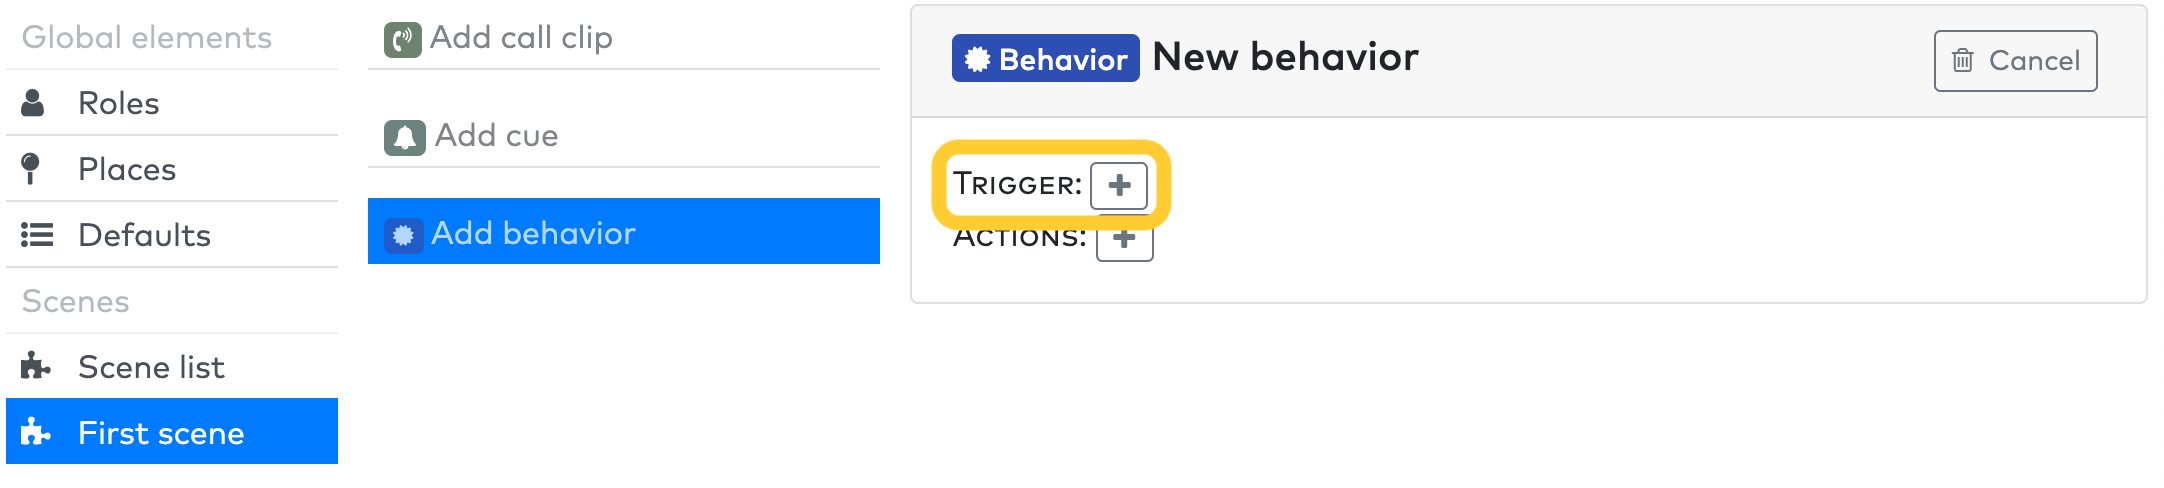 Global elements
Roles
Places
Defaults
Scenes
Scene list
First scene
Add call clip
Add cue
Add behavior
Behavior New behavior
Cancel
TRIGGER: +
ACTIONS: +